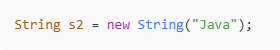 String s2 = new String("Java");